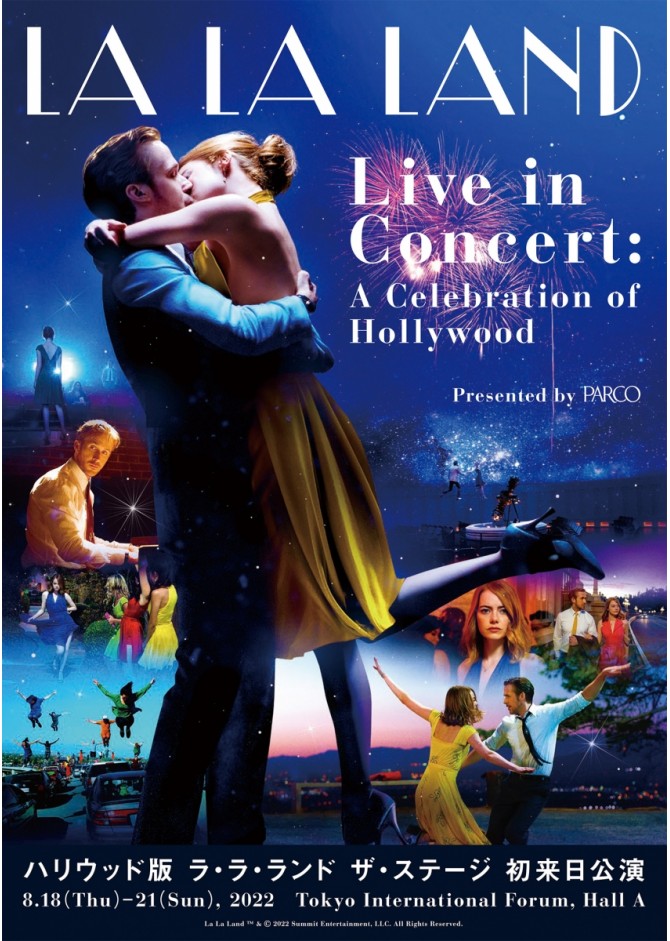 LA LA LAND
Live in
Concert:
A Celebration of
Hollywood
Presented by PARCO
ハリウッド版 ラ・ラ・ランド ザ・ステージ 初来日公演
8.18(Thu)–21(Sun), 2022 Tokyo International Forum, Hall A
La La Land ™ & © 2022 Summit Entertainment, LLC. All Rights Reserved.